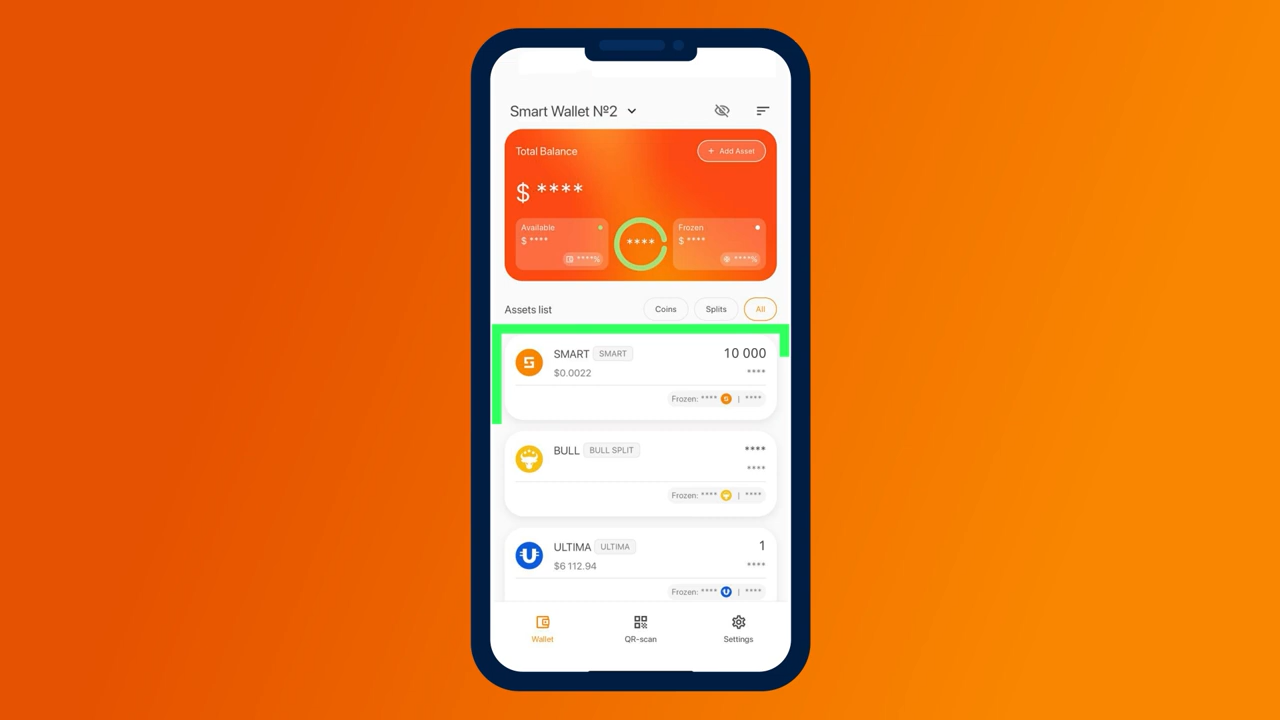 Smart Wallet №2
Total Balance
+ Add Asset
$ ****
Available
$ ****
****%
****
Frozen
$ ****
****%
Assets list
Coins
Splits
All
SMART SMART 10 000
$0.0022 ****
Frozen: **** | ****
BULL BULL SPLIT ****
****
Frozen: **** | ****
ULTIMA ULTIMA 1
$6 112.94 ****
Frozen: **** | ****
Wallet
QR-scan
Settings